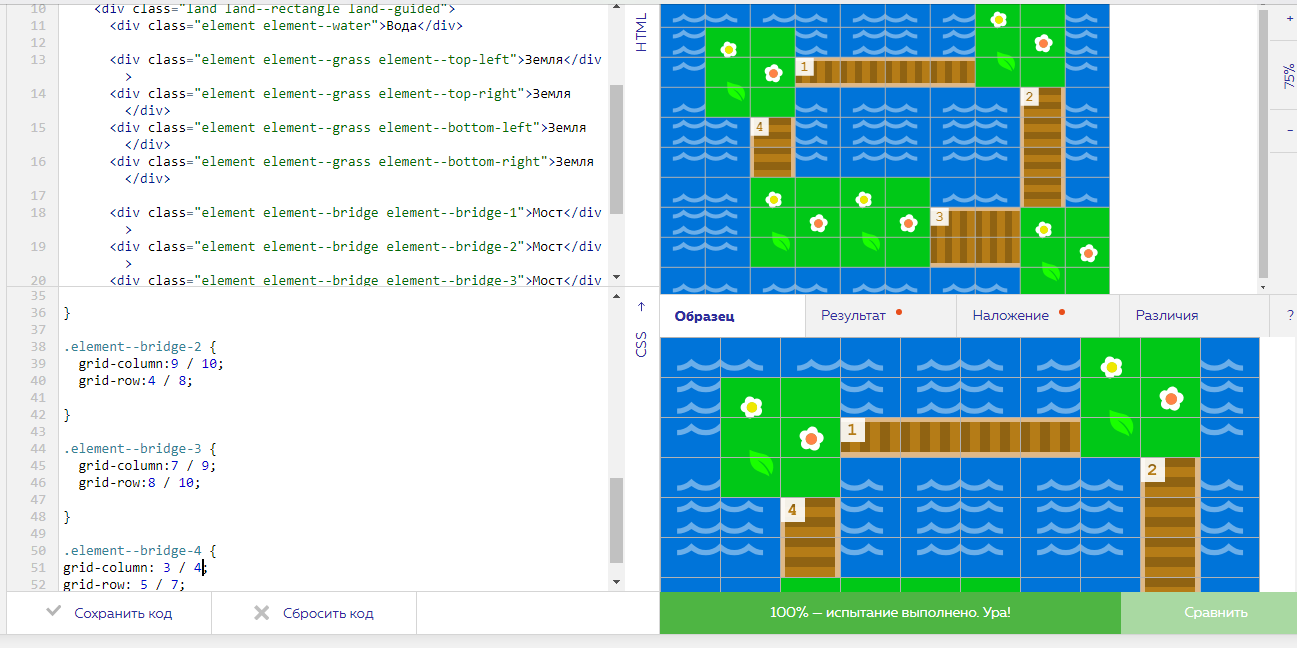 10 <div class="land land--rectangle land--guided">
11 <div class="element element--water">Вода</div>
12
13 <div class="element element--grass element--top-left">Земля</div
>
14 <div class="element element--grass element--top-right">Земля
</div>
15 <div class="element element--grass element--bottom-left">Земля
</div>
16 <div class="element element--grass element--bottom-right">Земля
</div>
17
18 <div class="element element--bridge element--bridge-1">Мост</div
>
19 <div class="element element--bridge element--bridge-2">Мост</div
>
20 <div class="element element--bridge element--bridge-3">Мост</div
HTML
35
36 }
37
38 .element--bridge-2 {
39 grid-column:9 / 10;
40 grid-row:4 / 8;
41
42 }
43
44 .element--bridge-3 {
45 grid-column:7 / 9;
46 grid-row:8 / 10;
47
48 }
49
50 .element--bridge-4 {
51 grid-column: 3 / 4;
52 grid-row: 5 / 7;
↑ CSS
Сохранить код
Сбросить код
1
2
4
3
+
75%
-
Образец
Результат
Наложение
Различия
?
1
2
4
100% — испытание выполнено. Ура!
Сравнить